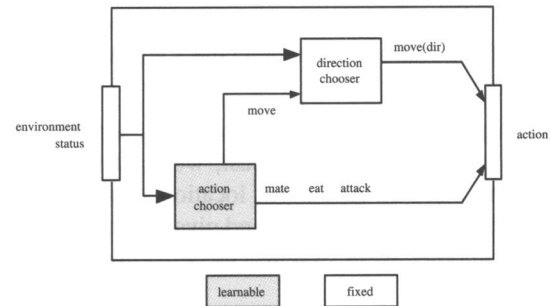 direction
chooser
move(dir)
move
environment
status
action
action
chooser
mate eat attack
learnable
fixed